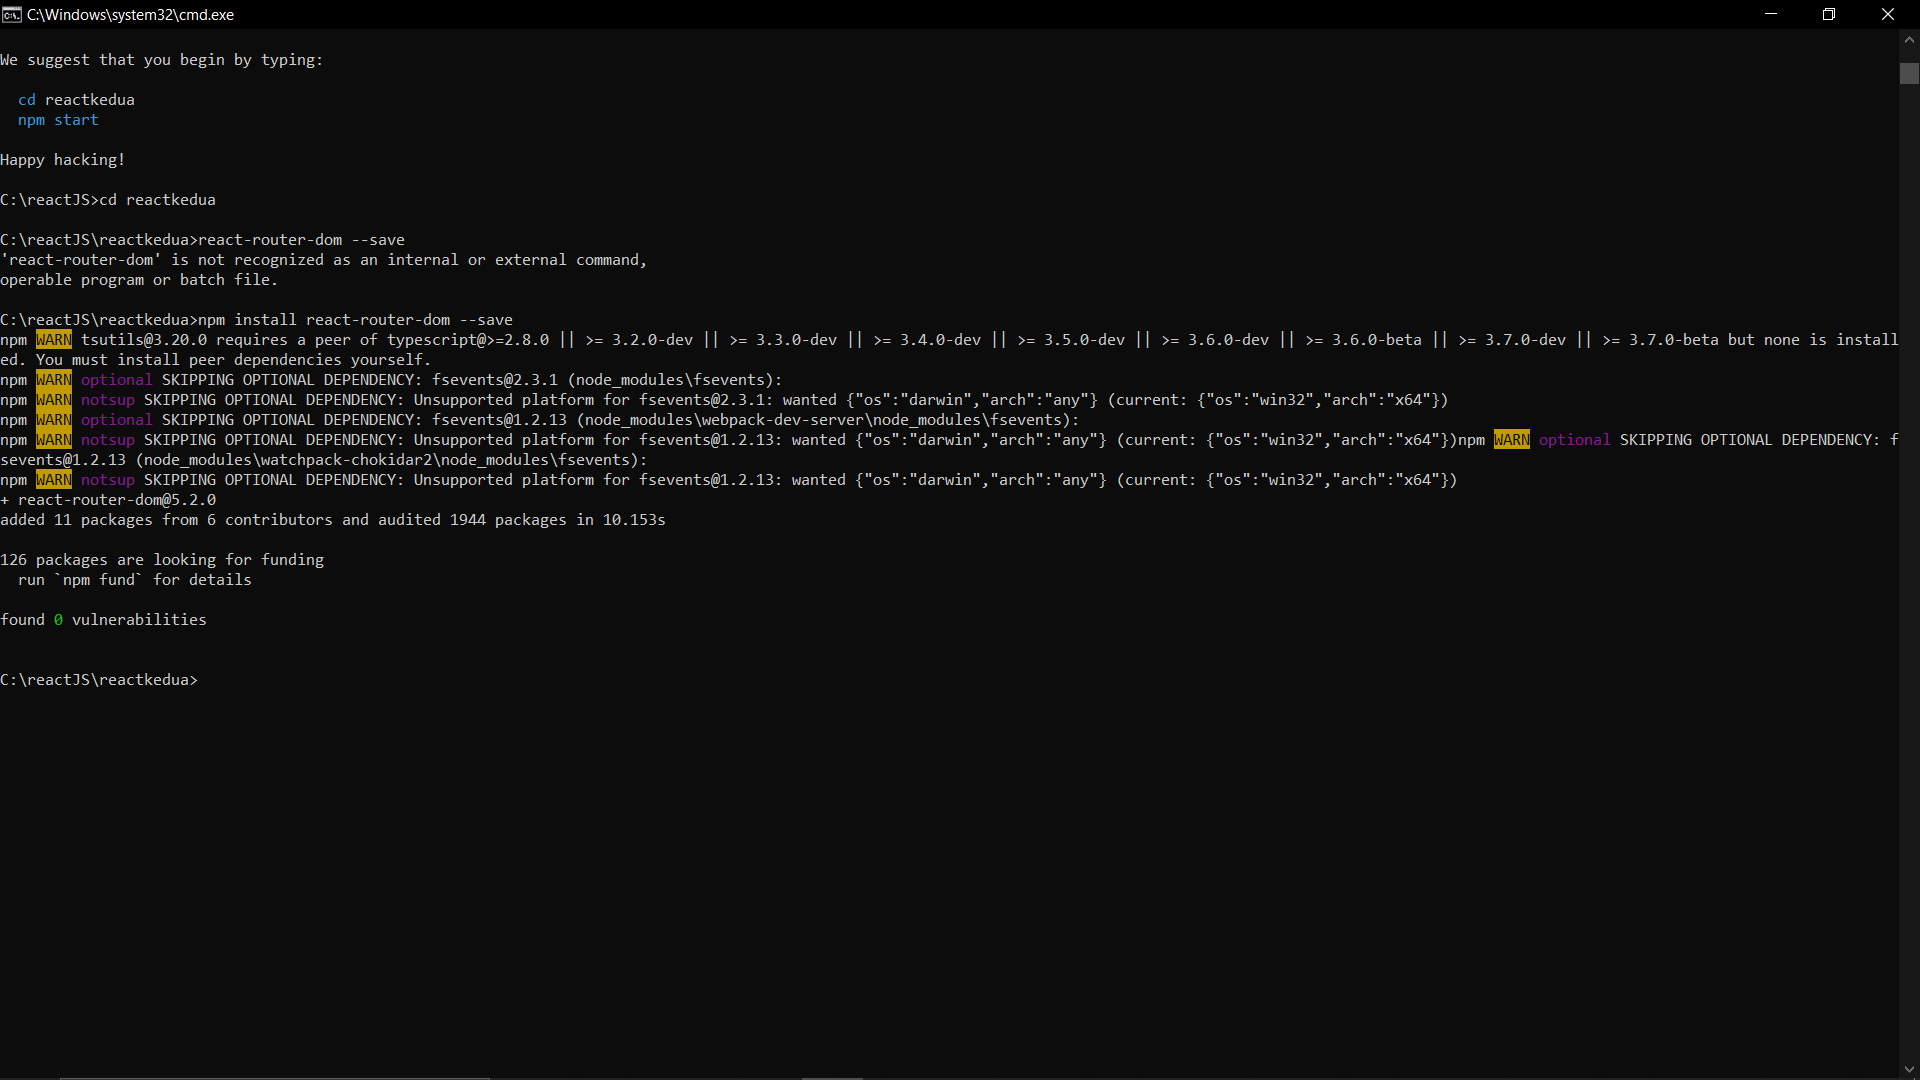 C:\Windows\system32\cmd.exe
We suggest that you begin by typing:
cd reactkedua
npm start
Happy hacking!
C:\reactJS>cd reactkedua
C:\reactJS\reactkedua>react-router-dom --save
'react-router-dom' is not recognized as an internal or external command,
operable program or batch file.
C:\reactJS\reactkedua>npm install react-router-dom --save
npm WARN tsutils@3.20.0 requires a peer of typescript@>=2.8.0 || >= 3.2.0-dev || >= 3.3.0-dev || >= 3.4.0-dev || >= 3.5.0-dev || >= 3.6.0-dev || >= 3.6.0-beta || >= 3.7.0-dev || >= 3.7.0-beta but none is install
ed. You must install peer dependencies yourself.
npm WARN optional SKIPPING OPTIONAL DEPENDENCY: fsevents@2.3.1 (node_modules\fsevents):
npm WARN notsup SKIPPING OPTIONAL DEPENDENCY: Unsupported platform for fsevents@2.3.1: wanted {"os":"darwin","arch":"any"} (current: {"os":"win32","arch":"x64"})
npm WARN optional SKIPPING OPTIONAL DEPENDENCY: fsevents@1.2.13 (node_modules\webpack-dev-server\node_modules\fsevents):
npm WARN notsup SKIPPING OPTIONAL DEPENDENCY: Unsupported platform for fsevents@1.2.13: wanted {"os":"darwin","arch":"any"} (current: {"os":"win32","arch":"x64"})npm WARN optional SKIPPING OPTIONAL DEPENDENCY: f
sevents@1.2.13 (node_modules\watchpack-chokidar2\node_modules\fsevents):
npm WARN notsup SKIPPING OPTIONAL DEPENDENCY: Unsupported platform for fsevents@1.2.13: wanted {"os":"darwin","arch":"any"} (current: {"os":"win32","arch":"x64"})
+ react-router-dom@5.2.0
added 11 packages from 6 contributors and audited 1944 packages in 10.153s
126 packages are looking for funding
run `npm fund` for details
found 0 vulnerabilities
C:\reactJS\reactkedua>